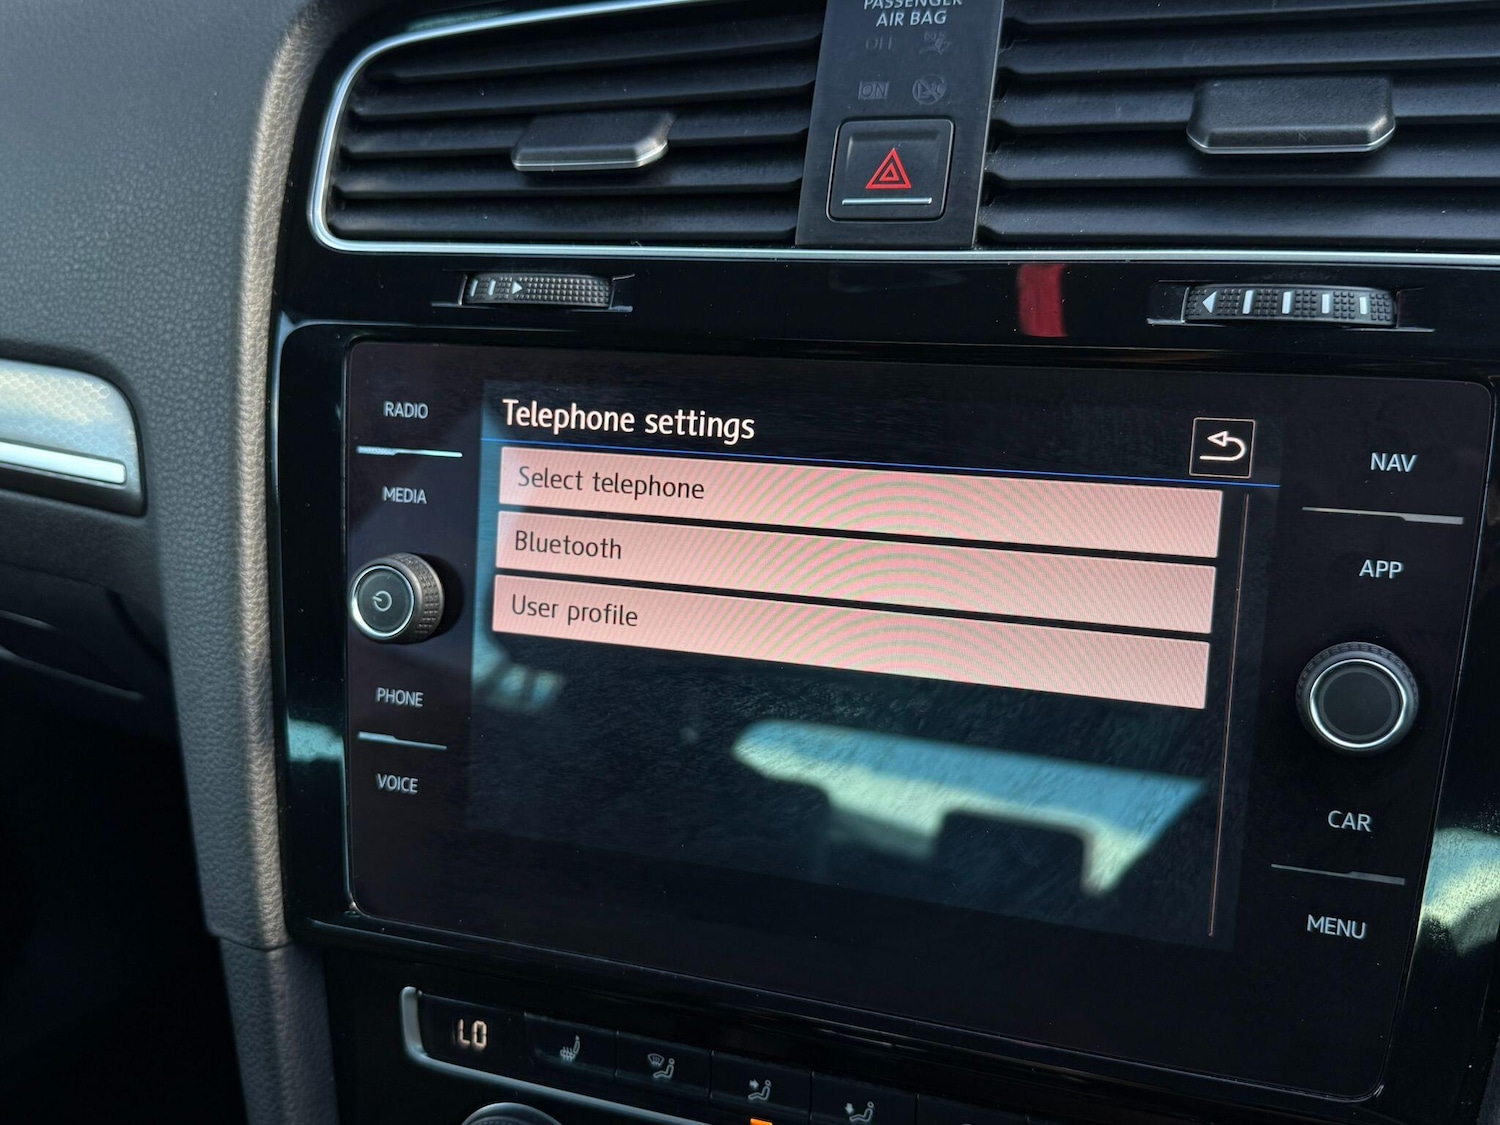 PASSENGER
AIR BAG
OFF
ON
RADIO
MEDIA
PHONE
VOICE
Telephone settings
Select telephone
Bluetooth
User profile
NAV
APP
CAR
MENU
LO